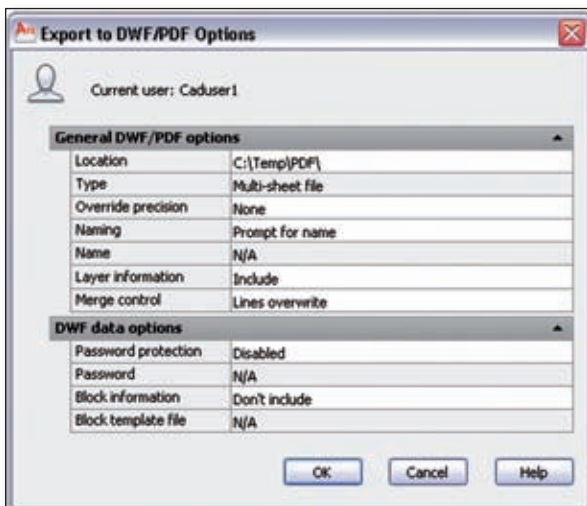 Export to DWF/PDF Options
Current user: Caduser1
General DWF/PDF options
Location C:\Temp\PDF\
Type Multi-sheet file
Override precision None
Naming Prompt for name
Name N/A
Layer information Include
Merge control Lines overwrite
DWF data options
Password protection Disabled
Password N/A
Block information Don't include
Block template file N/A
OK Cancel Help